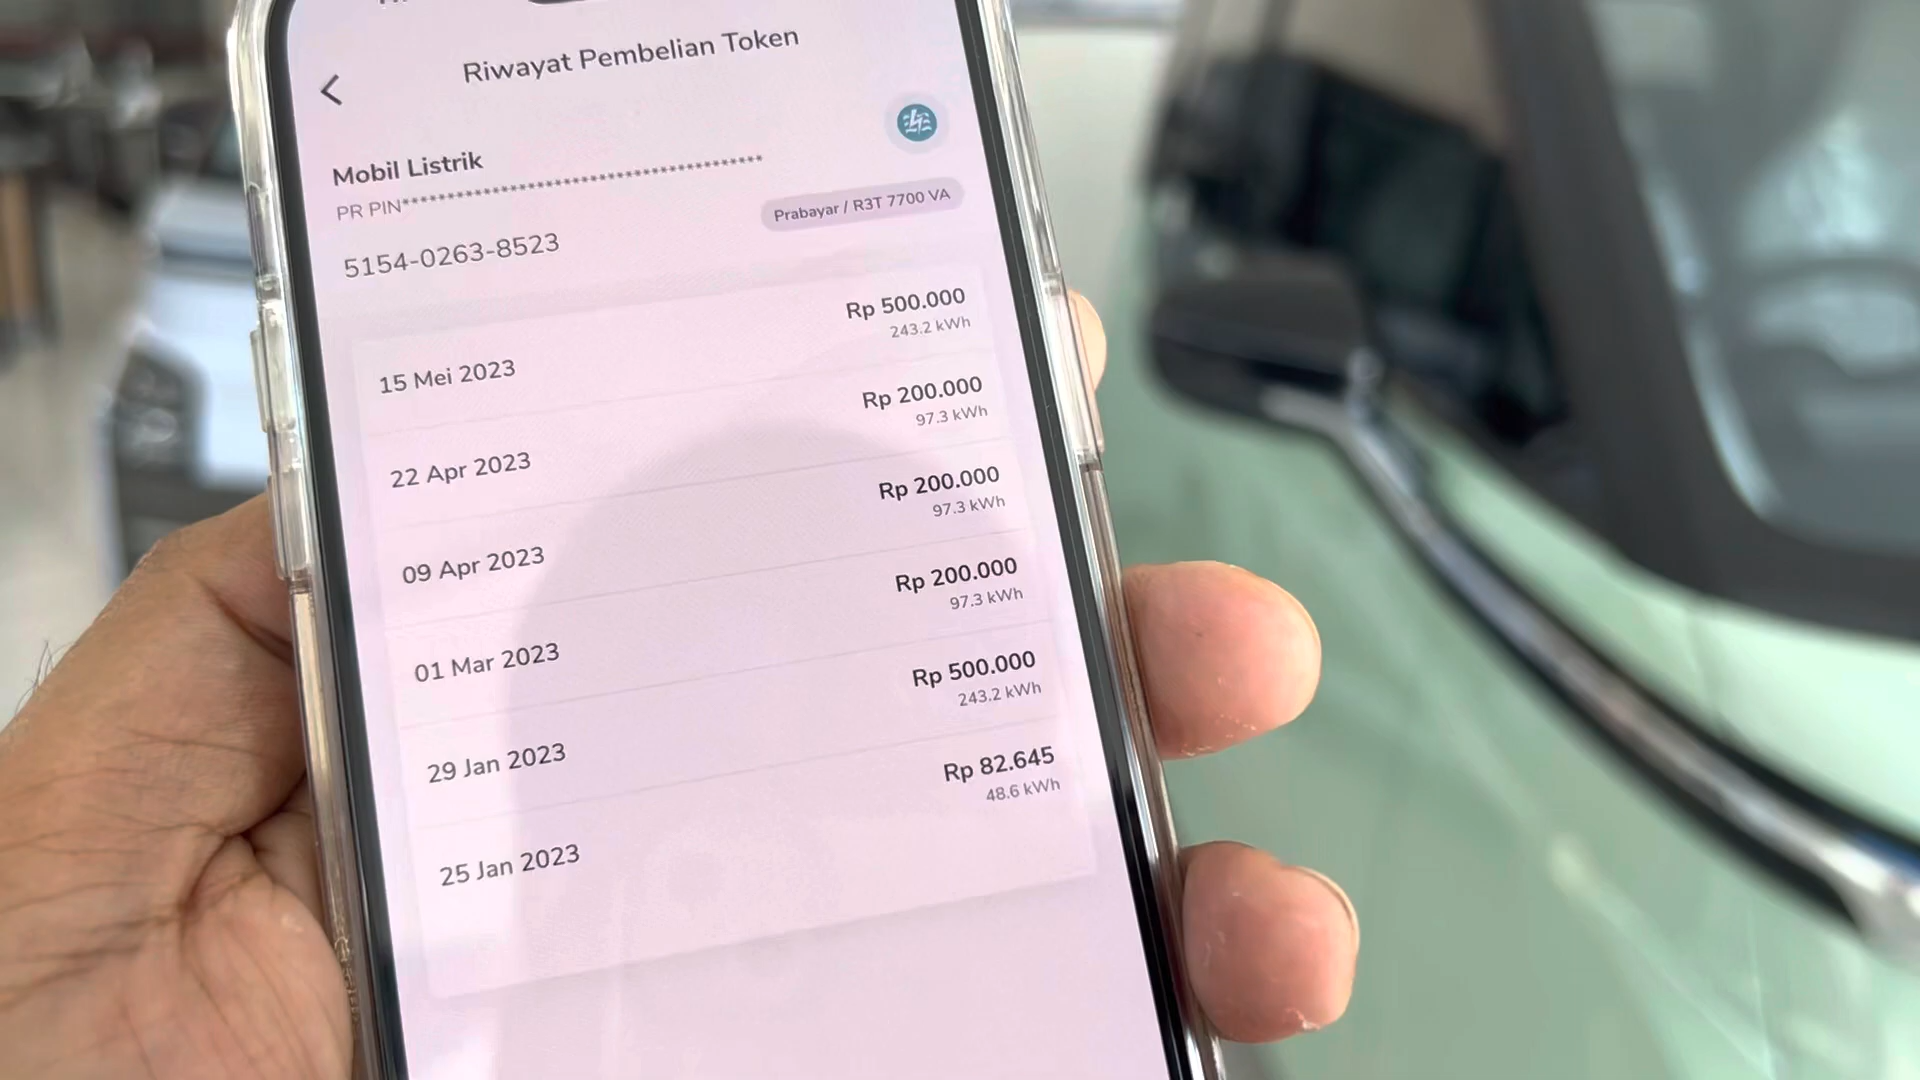 Riwayat Pembelian Token
Mobil Listrik
PR PIN*************************************
Prabayar / R3T 7700 VA
5154-0263-8523
Rp 500.000
243.2 kWh
15 Mei 2023
Rp 200.000
97.3 kWh
22 Apr 2023
Rp 200.000
97.3 kWh
09 Apr 2023
Rp 200.000
97.3 kWh
01 Mar 2023
Rp 500.000
243.2 kWh
29 Jan 2023
Rp 82.645
48.6 kWh
25 Jan 2023